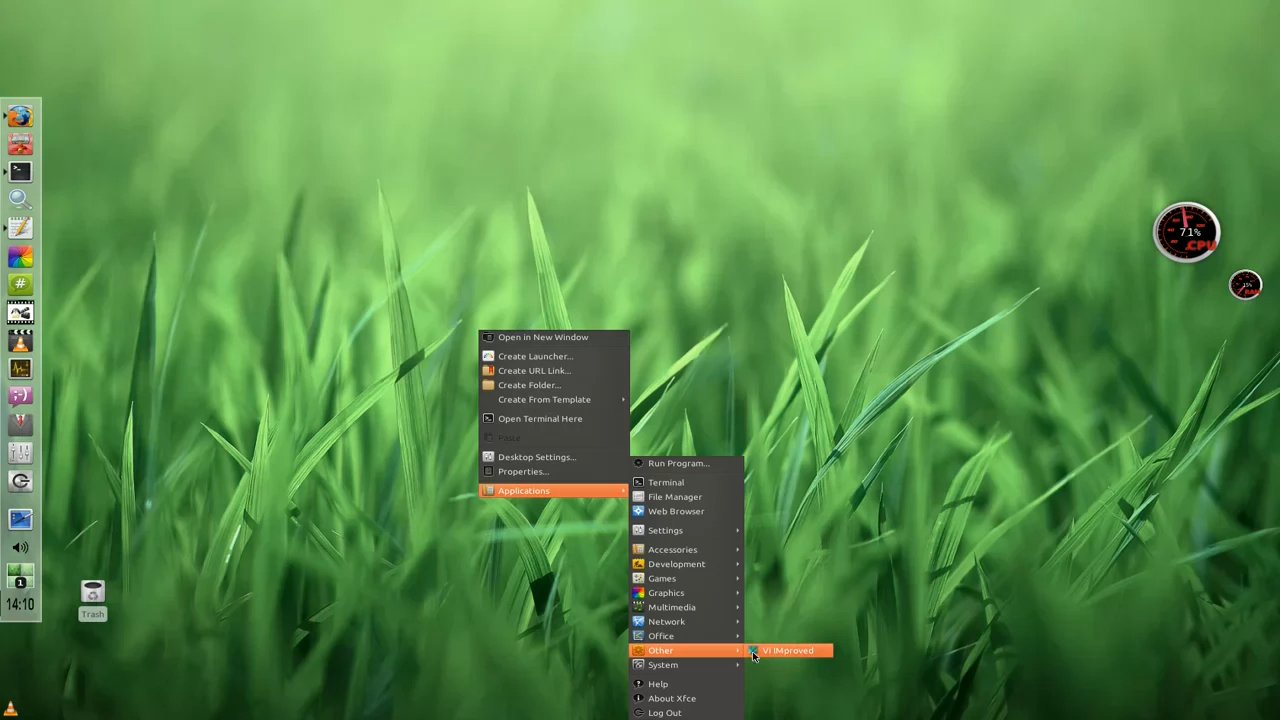 71%
CPU
Open in New Window
Create Launcher...
Create URL Link...
Create Folder...
Create From Template
Open Terminal Here
Paste
Desktop Settings...
Properties...
Applications
Run Program...
Terminal
File Manager
Web Browser
Settings
Accessories
Development
Games
Graphics
Multimedia
Network
Office
Other
Vi IMproved
System
Help
About Xfce
Log Out
1
14:10
Trash